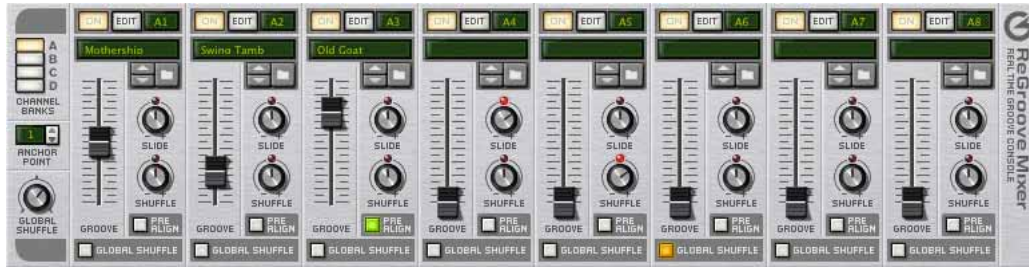 ON EDIT A1 ON EDIT A2 ON EDIT A3 ON EDIT A4 ON EDIT A5 ON EDIT A6 ON EDIT A7 ON EDIT A8
Mothership Swing Tamb Old Goat
A
B
C
D
CHANNEL BANKS
1
ANCHOR POINT
GLOBAL SHUFFLE
SLIDE SLIDE SLIDE SLIDE SLIDE SLIDE SLIDE SLIDE
SHUFFLE SHUFFLE SHUFFLE SHUFFLE SHUFFLE SHUFFLE SHUFFLE SHUFFLE
GROOVE PRE ALIGN GROOVE PRE ALIGN GROOVE PRE ALIGN GROOVE PRE ALIGN GROOVE PRE ALIGN GROOVE PRE ALIGN GROOVE PRE ALIGN GROOVE PRE ALIGN
GLOBAL SHUFFLE GLOBAL SHUFFLE GLOBAL SHUFFLE GLOBAL SHUFFLE GLOBAL SHUFFLE GLOBAL SHUFFLE GLOBAL SHUFFLE GLOBAL SHUFFLE
ReGroove Mixer
REALTIME GROOVE CONSOLE